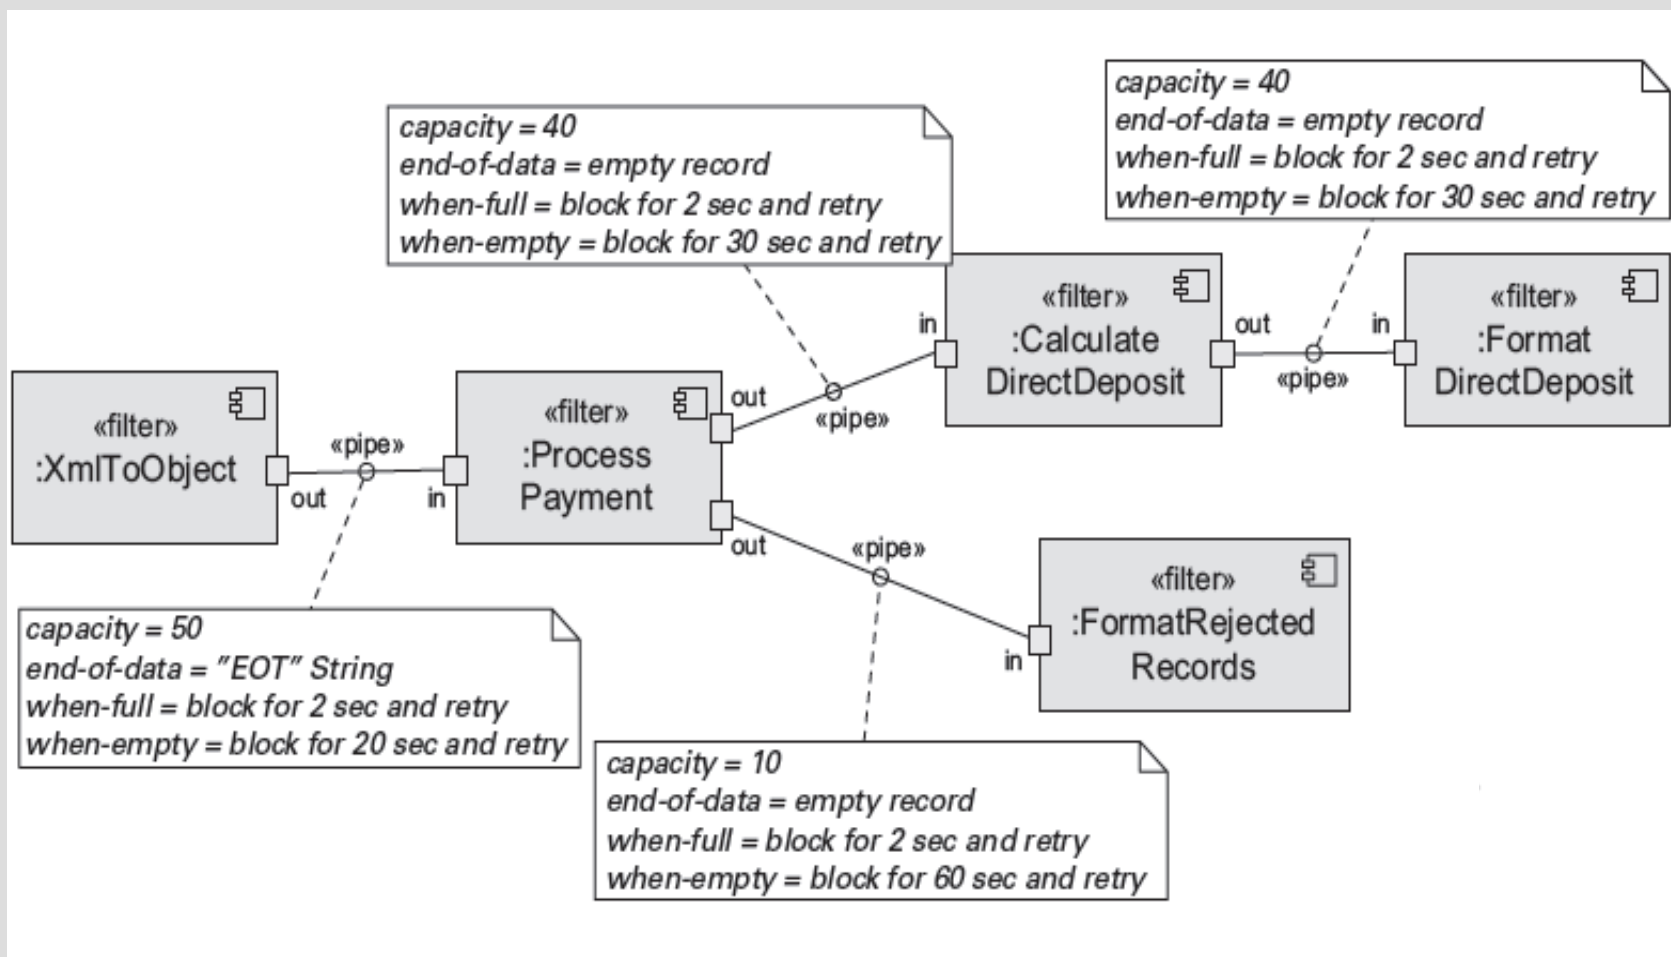 capacity = 40
end-of-data = empty record
when-full = block for 2 sec and retry
when-empty = block for 30 sec and retry
capacity = 40
end-of-data = empty record
when-full = block for 2 sec and retry
when-empty = block for 30 sec and retry
«filter»
:XmlToObject
out
«pipe»
in
«filter»
:Process
Payment
out
out
«pipe»
in
«filter»
:Calculate
DirectDeposit
out
«pipe»
in
«filter»
:Format
DirectDeposit
«pipe»
in
«filter»
:FormatRejected
Records
capacity = 50
end-of-data = "EOT" String
when-full = block for 2 sec and retry
when-empty = block for 20 sec and retry
capacity = 10
end-of-data = empty record
when-full = block for 2 sec and retry
when-empty = block for 60 sec and retry